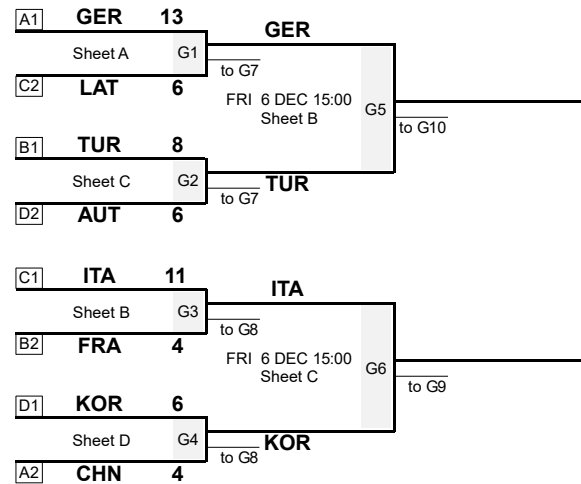 A1 GER 13
GER
Sheet A G1
to G7
C2 LAT 6
FRI 6 DEC 15:00
Sheet B
G5
to G10
B1 TUR 8
Sheet C G2
TUR
to G7
D2 AUT 6
C1 ITA 11
ITA
Sheet B G3
to G8
B2 FRA 4
FRI 6 DEC 15:00
Sheet C
G6
to G9
D1 KOR 6
Sheet D G4
KOR
to G8
A2 CHN 4